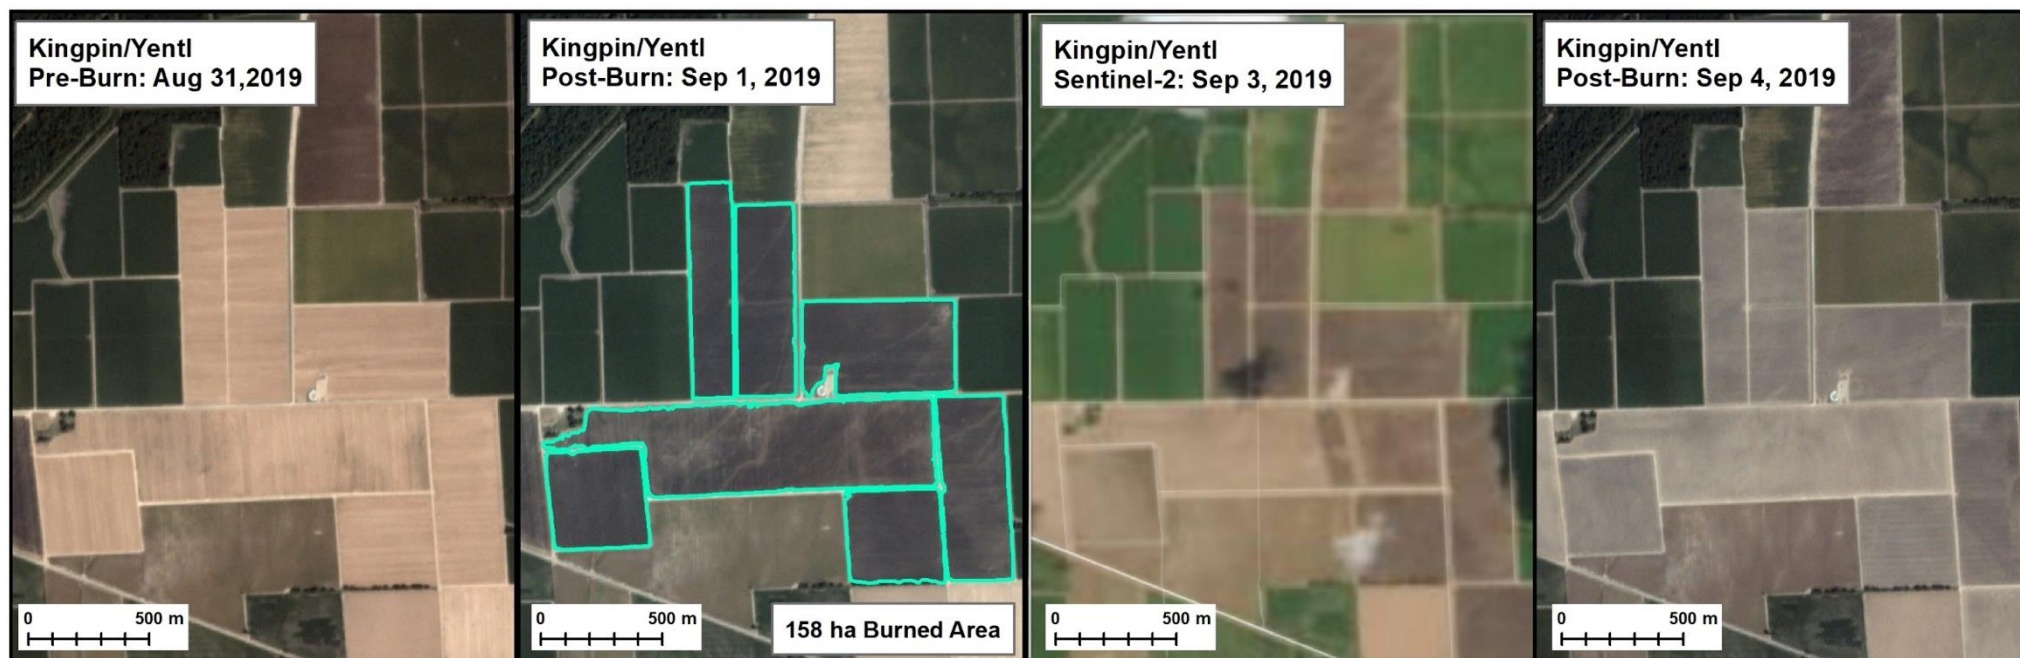 Kingpin/Yentl
Pre-Burn: Aug 31,2019
0 500 m
Kingpin/Yentl
Post-Burn: Sep 1, 2019
0 500 m
158 ha Burned Area
Kingpin/Yentl
Sentinel-2: Sep 3, 2019
0 500 m
Kingpin/Yentl
Post-Burn: Sep 4, 2019
0 500 m